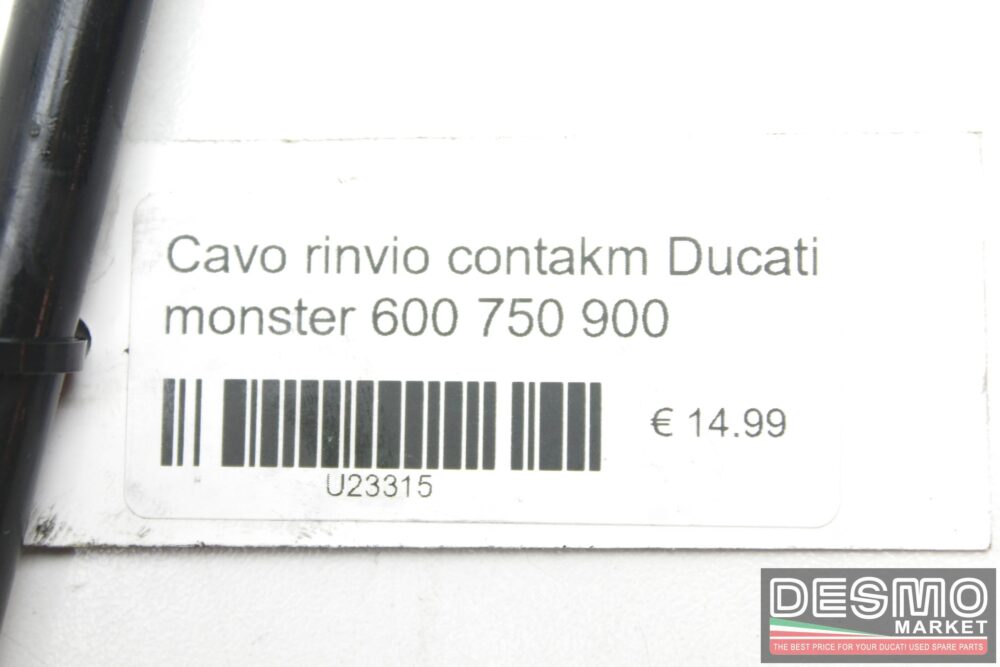 Cavo rinvio contakm Ducati
monster 600 750 900
€ 14.99
U23315
DESMO
MARKET
THE BEST PRICE FOR YOUR DUCATI USED SPARE PARTS